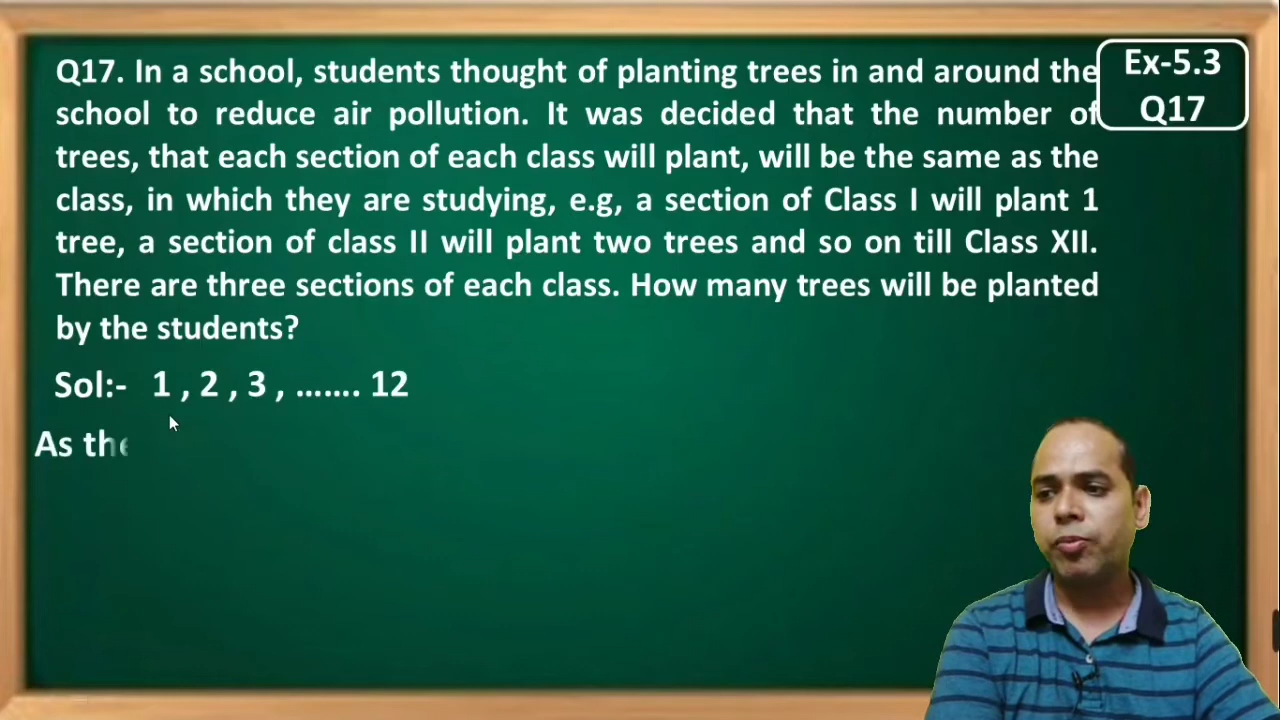 Q17. In a school, students thought of planting trees in and around the
school to reduce air pollution. It was decided that the number of
trees, that each section of each class will plant, will be the same as the
class, in which they are studying, e.g, a section of Class I will plant 1
tree, a section of class II will plant two trees and so on till Class XII.
There are three sections of each class. How many trees will be planted
by the students?
Ex-5.3
Q17
Sol:- 1 , 2 , 3 , ....... 12
As the